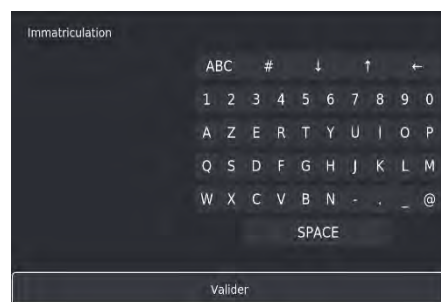 Immatriculation
ABC # ↓ ↑ ←
1 2 3 4 5 6 7 8 9 0
A Z E R T Y U I O P
Q S D F G H J K L M
W X C V B N - . _ @
SPACE
Valider